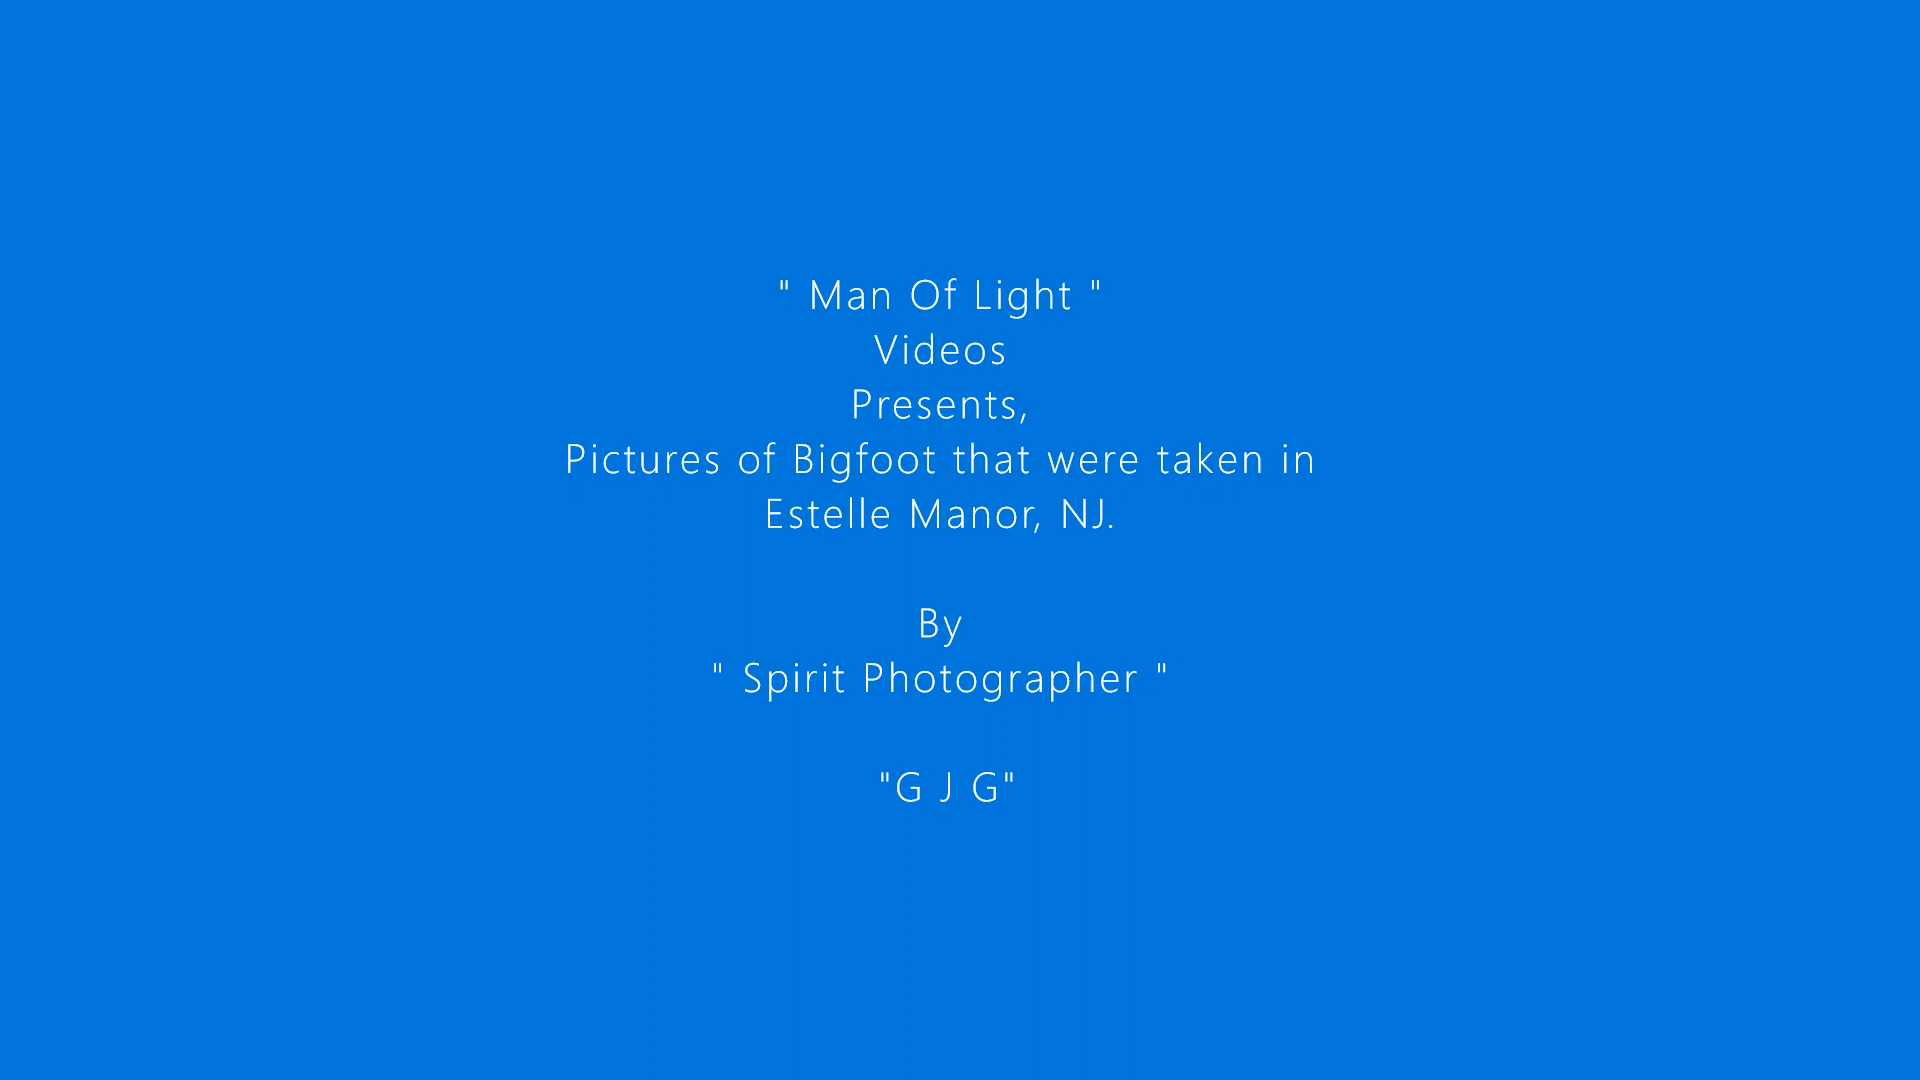 " Man Of Light "
Videos
Presents,
Pictures of Bigfoot that were taken in
Estelle Manor, NJ.
By
" Spirit Photographer "
"G J G"